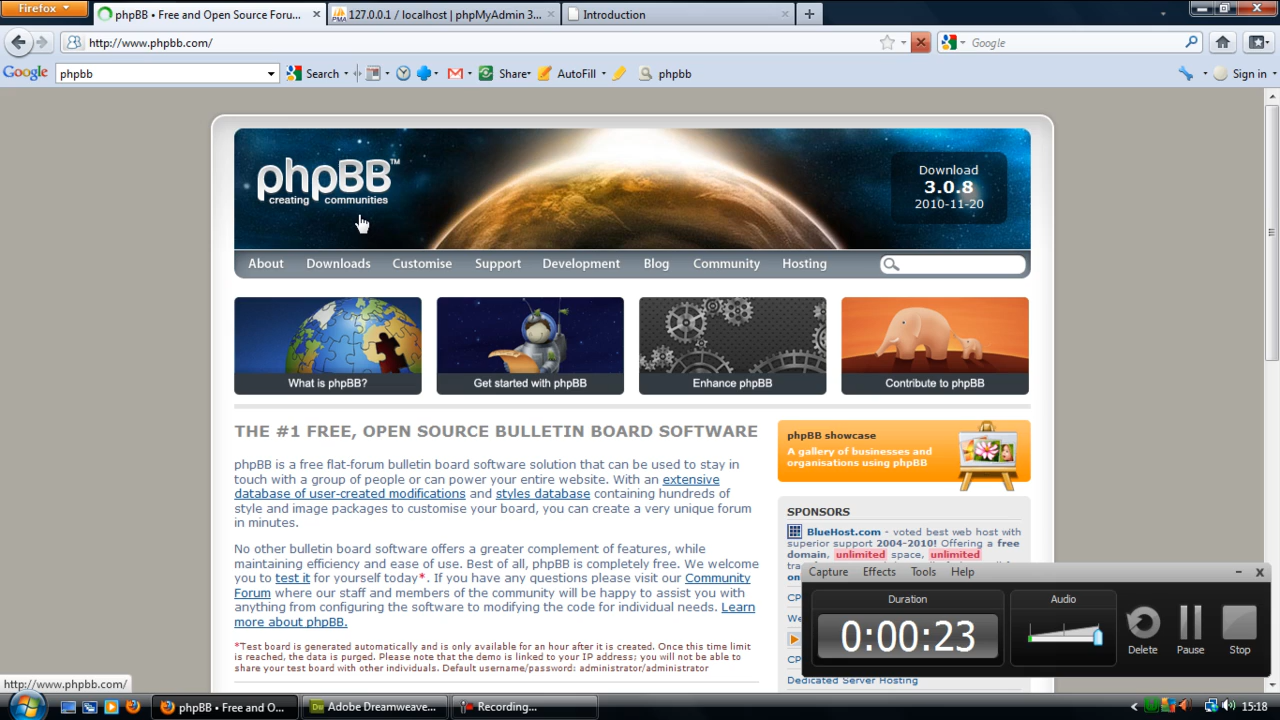 Firefox
phpBB • Free and Open Source Foru...
127.0.0.1 / localhost | phpMyAdmin 3....
Introduction
http://www.phpbb.com/
Google
Google
phpbb
Search
Share
AutoFill
phpbb
Sign in
phpBB™
creating communities
Download
3.0.8
2010-11-20
About
Downloads
Customise
Support
Development
Blog
Community
Hosting
What is phpBB?
Get started with phpBB
Enhance phpBB
Contribute to phpBB
THE #1 FREE, OPEN SOURCE BULLETIN BOARD SOFTWARE
phpBB is a free flat-forum bulletin board software solution that can be used to stay in
touch with a group of people or can power your entire website. With an extensive
database of user-created modifications and styles database containing hundreds of
style and image packages to customise your board, you can create a very unique forum
in minutes.
No other bulletin board software offers a greater complement of features, while
maintaining efficiency and ease of use. Best of all, phpBB is completely free. We welcome
you to test it for yourself today*. If you have any questions please visit our Community
Forum where our staff and members of the community will be happy to assist you with
anything from configuring the software to modifying the code for individual needs. Learn
more about phpBB.
*Test board is generated automatically and is only available for an hour after it is created. Once this time limit
is reached, the data is purged. Please note that the demo is linked to your IP address; you will not be able to
share your test board with other individuals. Default username/password: administrator/administrator
phpBB showcase
A gallery of businesses and
organisations using phpBB
SPONSORS
BlueHost.com - voted best web host with
superior support 2004-2010! Offering a free
domain, unlimited space, unlimited
CP
We
CP
Dedicated Server Hosting
Capture
Effects
Tools
Help
Duration
0:00:23
Audio
Delete
Pause
Stop
http://www.phpbb.com/
phpBB • Free and O...
Adobe Dreamweave...
Recording...
15:18